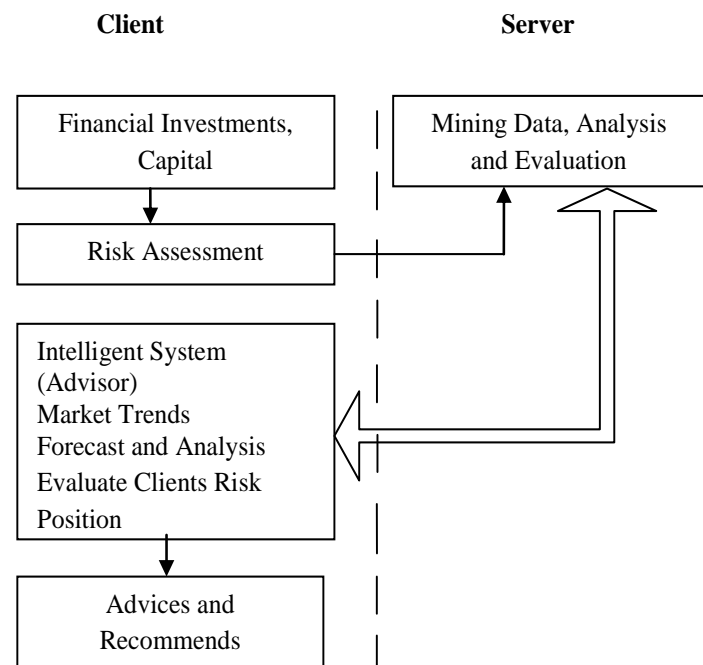 Client
Server
Financial Investments,
Capital
Mining Data, Analysis
and Evaluation
Risk Assessment
Intelligent System
(Advisor)
Market Trends
Forecast and Analysis
Evaluate Clients Risk
Position
Advices and
Recommends